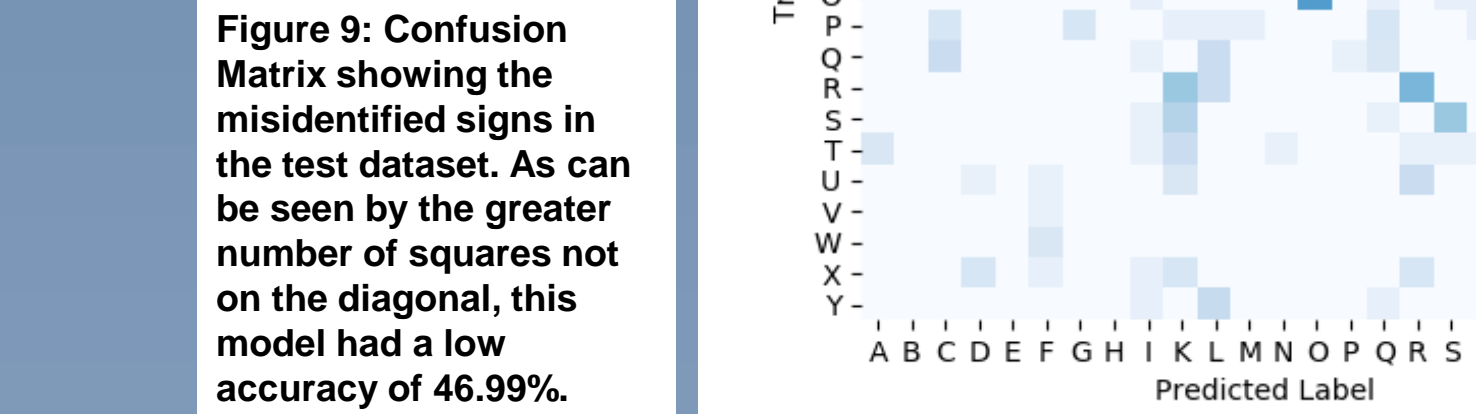 Figure 9: Confusion
Matrix showing the
misidentified signs in
the test dataset. As can
be seen by the greater
number of squares not
on the diagonal, this
model had a low
accuracy of 46.99%.
P
Q
R
S
T
U
V
W
X
Y
A B C D E F G H I K L M N O P Q R S
Predicted Label